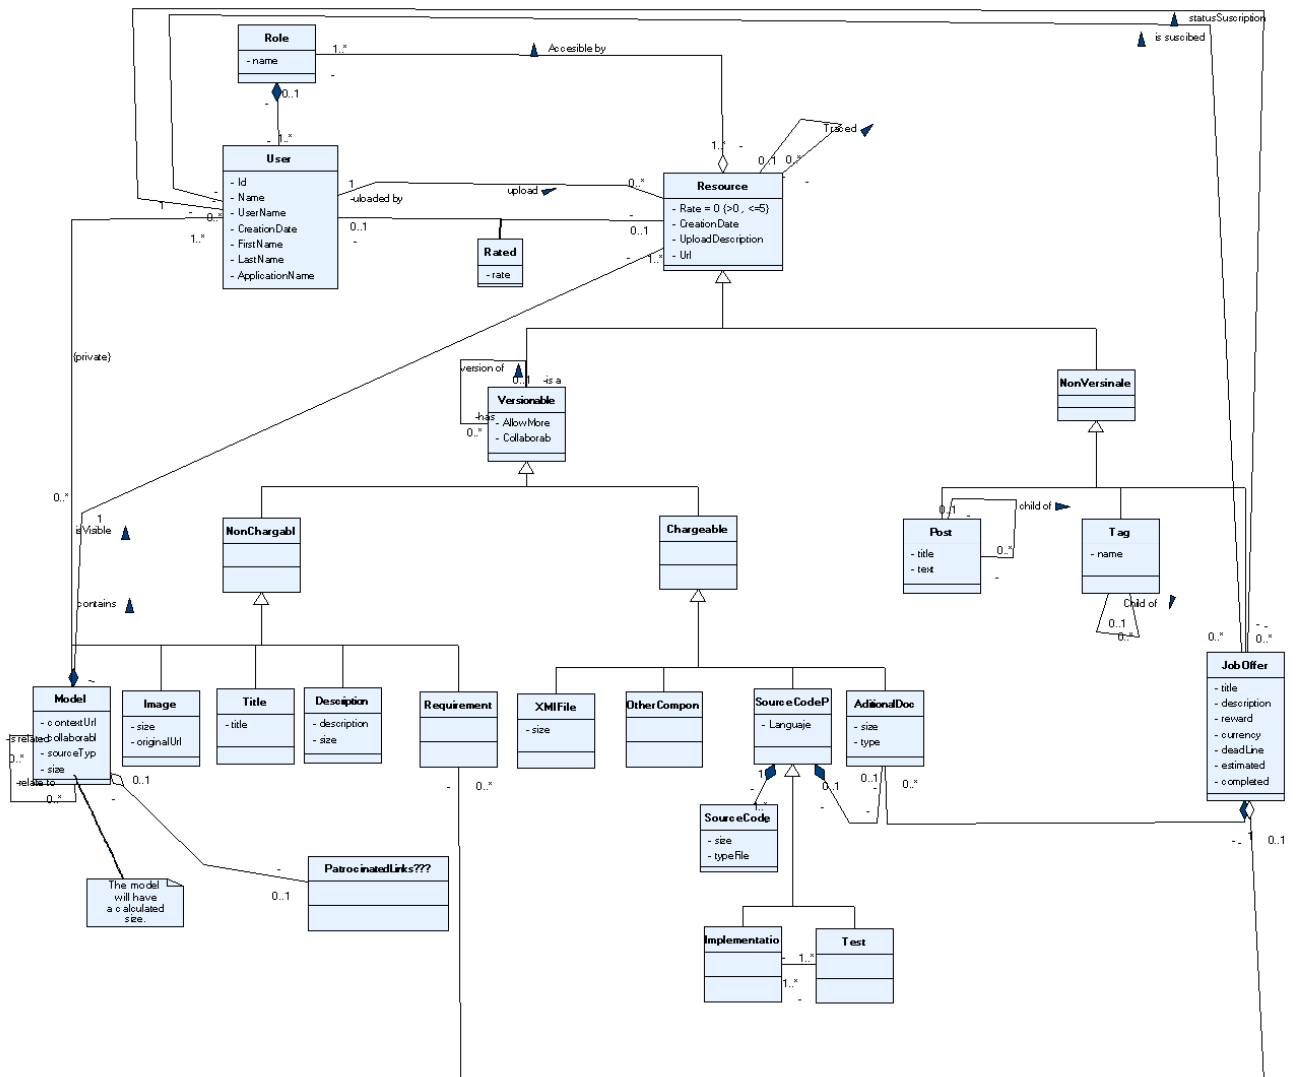 statusSuscription
is suscibed
Role
- name
1..*
Accesible by
-
0..1
-
- 1..*
User
- Id
- Name
- UserName
- CreationDate
- FirstName
- LastName
- ApplicationName
1
-
-
0..*
1..*
1
-uloaded by
upload
0..*
0..1
-
-
0..1
Rated
- rate
1..*
-
Traced
0..1
0..*
-
-
Resource
- Rate = 0 {>0 , <=5}
- CreationDate
- UploadDescription
- Url
-
1..*
{private}
version of
0..1
-is a
Versionable
- AllowMore
- Collaborab
-has
0..*
NonVersinale
0..*
1
isVisible
contains
NonChargabl
Chargeable
0..1
-
child of
Post
- title
- text
0..*
-
Tag
- name
Child of
0..1
0..*
0..*
- -
0..*
JobOffer
- title
- description
- reward
- currency
- deadLine
- estimated
- completed
Model
- contextUrl
- collaborabl
- sourceTyp
- size
-is related
0..*
-relate to
0..*
0..1
-
Image
- size
- originalUrl
Title
- title
Description
- description
- size
Requirement
-
0..*
XMIFile
- size
OtherCompon
SourceCodeP
- Languaje
AditionalDoc
- size
- type
1
-
1..*
0..1
-
0..1
-
0..*
SourceCode
- size
- typeFile
- -
1
0..1
The model
will have
a calculated
size.
-
0..1
PatrocinatedLinks???
Implementatio
Test
-
1..*
1..*
-